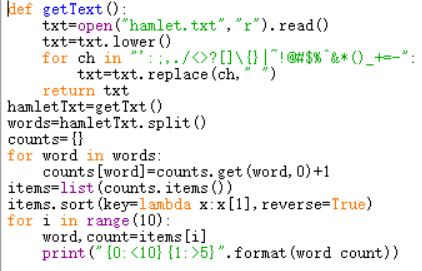 def getText():
    txt=open("hamlet.txt","r").read()
    txt=txt.lower()
    for ch in "':;,./<>?[]\{}|~!@#$%^&*()_+=-":
        txt=txt.replace(ch," ")
    return txt
hamletTxt=getTxt()
words=hamletTxt.split()
counts={}
for word in words:
    counts[word]=counts.get(word,0)+1
items=list(counts.items())
items.sort(key=lambda x:x[1],reverse=True)
for i in range(10):
    word,count=items[i]
    print("{0:<10}{1:>5}".format(word count))